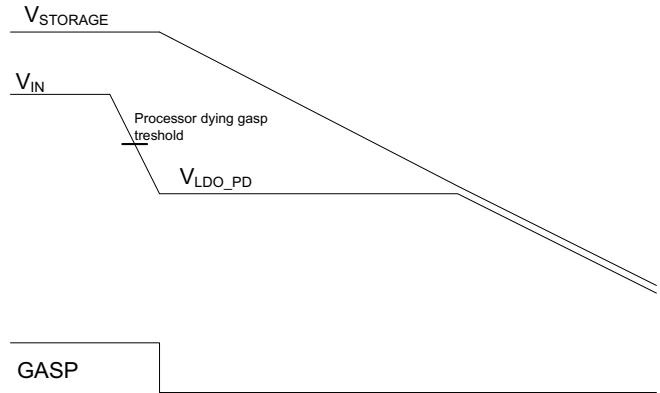 VSTORAGE
VIN
Processor dying gasp
treshold
VLDO_PD
GASP